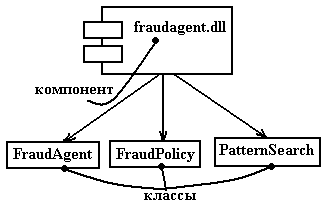 fraudagent.dll
компонент
FraudAgent
FraudPolicy
PatternSearch
классы